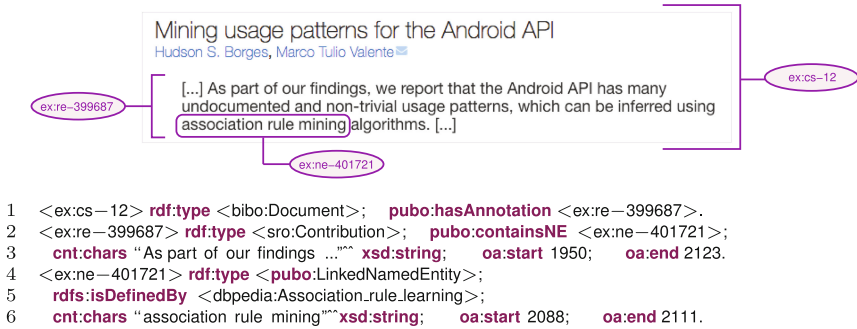 Mining usage patterns for the Android API
Hudson S. Borges, Marco Tulio Valente
ex:cs−12
[...] As part of our findings, we report that the Android API has many
undocumented and non-trivial usage patterns, which can be inferred using
association rule mining algorithms. [...]
ex:re−399687
ex:ne−401721
1 <ex:cs−12> rdf:type <bibo:Document>; pubo:hasAnnotation <ex:re−399687>.
2 <ex:re−399687> rdf:type <sro:Contribution>; pubo:containsNE <ex:ne−401721>;
3 cnt:chars “As part of our findings ...”^^ xsd:string; oa:start 1950; oa:end 2123.
4 <ex:ne−401721> rdf:type <pubo:LinkedNamedEntity>;
5 rdfs:isDefinedBy <dbpedia:Association_rule_learning>;
6 cnt:chars “association rule mining”^^xsd:string; oa:start 2088; oa:end 2111.